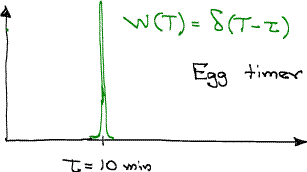 W(T) = δ(T-τ)
Egg timer
τ = 10 min